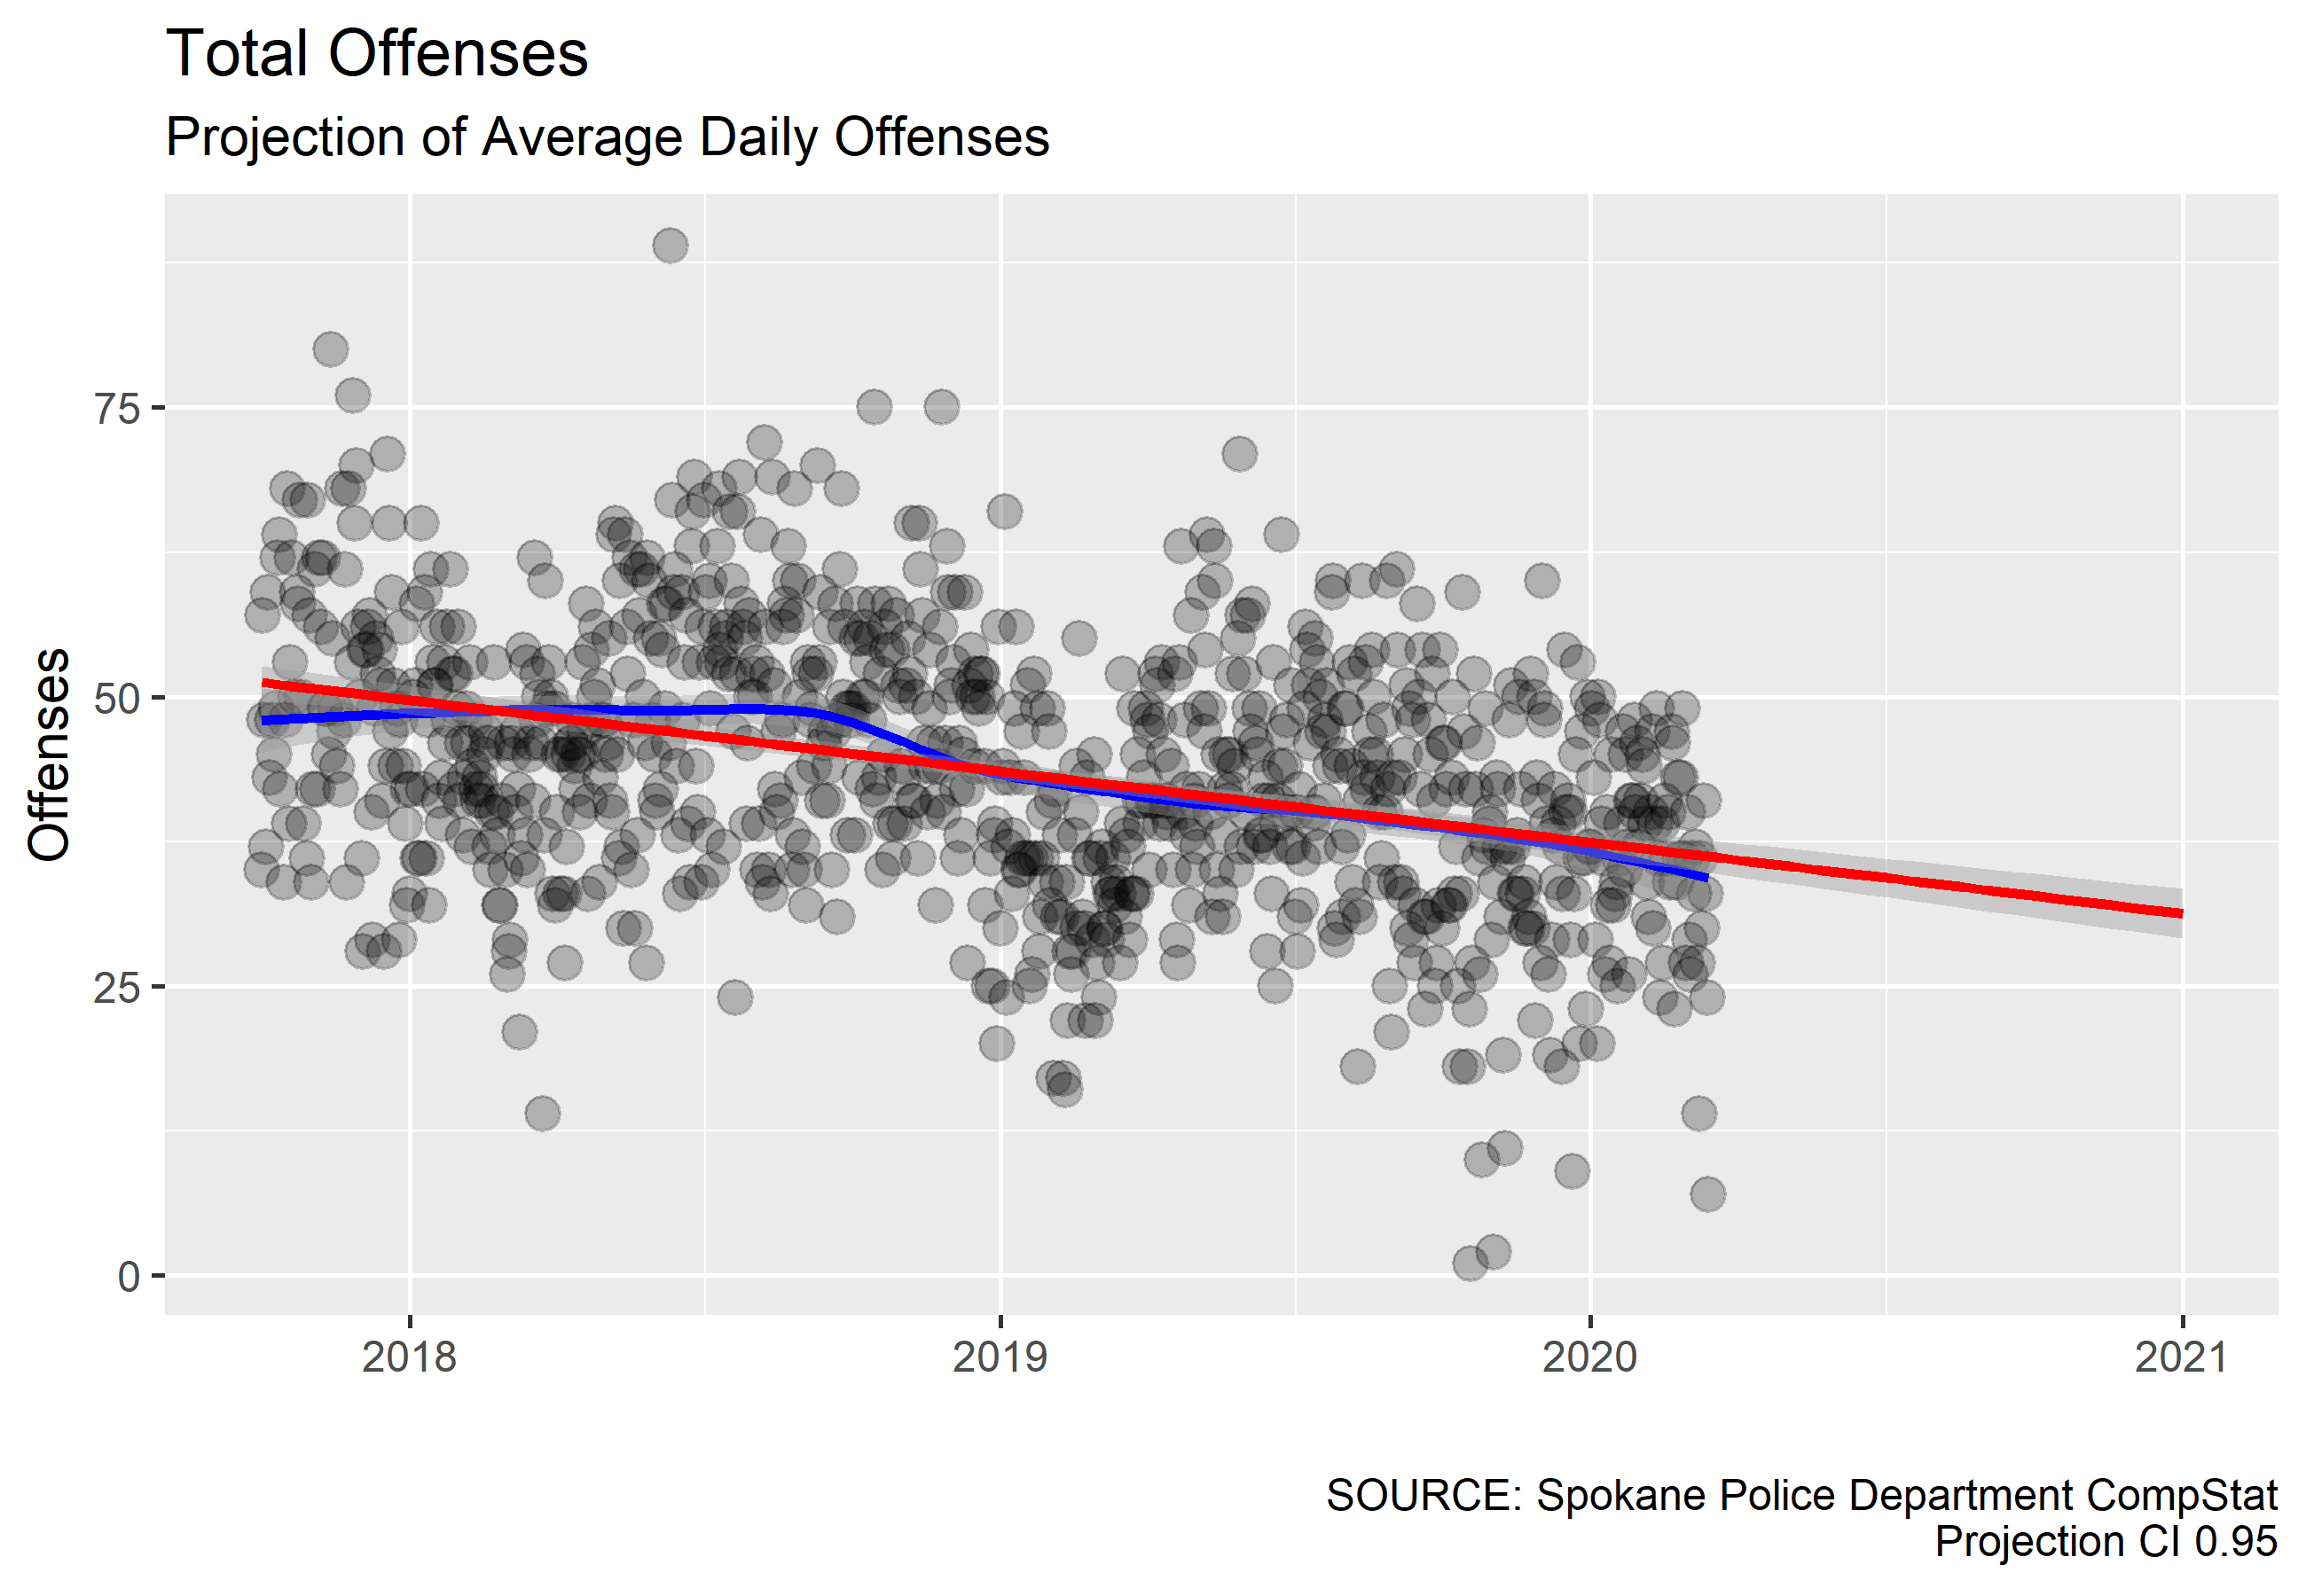 Total Offenses
Projection of Average Daily Offenses
Offenses
75
50
25
0
2018
2019
2020
2021
SOURCE: Spokane Police Department CompStat
Projection CI 0.95